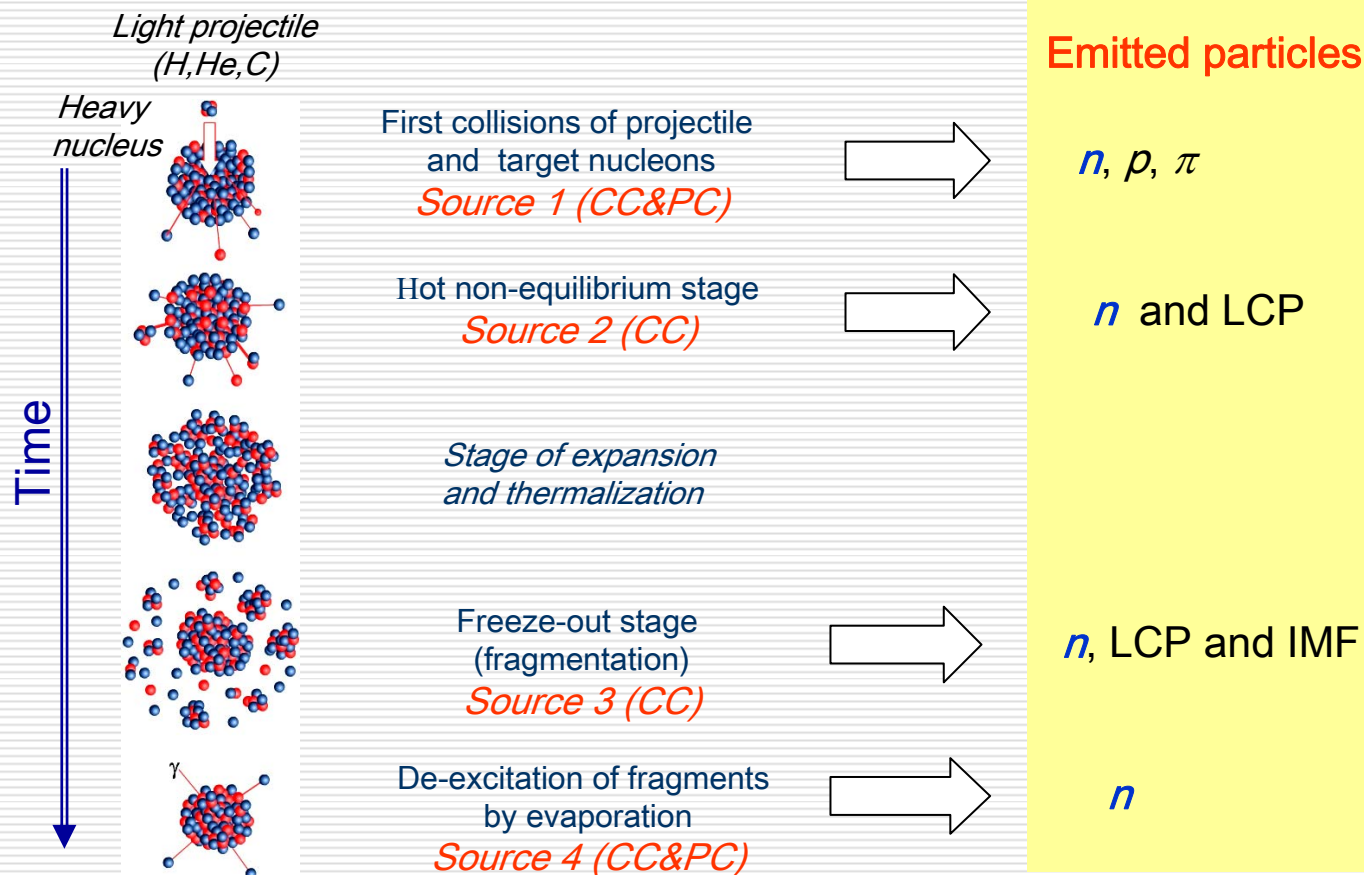 Light projectile
(H,He,C)
Heavy
nucleus
Time
First collisions of projectile
and target nucleons
Source 1 (CC&PC)
Hot non-equilibrium stage
Source 2 (CC)
Stage of expansion
and thermalization
Freeze-out stage
(fragmentation)
Source 3 (CC)
γ
De-excitation of fragments
by evaporation
Source 4 (CC&PC)
Emitted particles
n, p, π
n and LCP
n, LCP and IMF
n